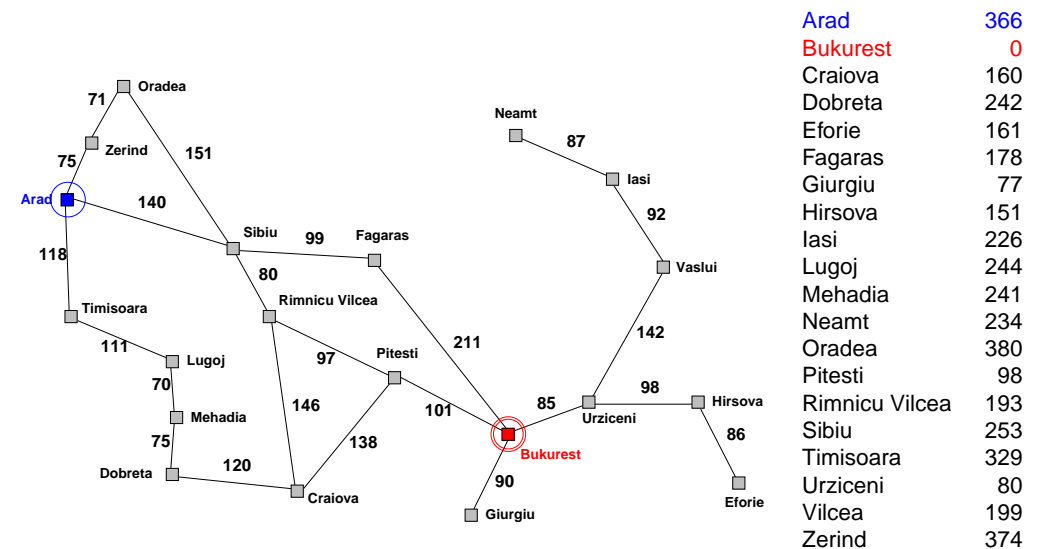 Oradea
71
Zerind
75
151
Arad
140
118
Sibiu
99
Fagaras
80
Timisoara
111
Rimnicu Vilcea
Lugoj
70
97
Pitesti
211
Mehadia
75
146
101
138
Dobreta
120
Craiova
Neamt
87
Iasi
92
Vaslui
142
85
98
Urziceni
Hirsova
86
Eforie
Bukurest
90
Giurgiu
Arad 366
Bukurest 0
Craiova 160
Dobreta 242
Eforie 161
Fagaras 178
Giurgiu 77
Hirsova 151
Iasi 226
Lugoj 244
Mehadia 241
Neamt 234
Oradea 380
Pitesti 98
Rimnicu Vilcea 193
Sibiu 253
Timisoara 329
Urziceni 80
Vilcea 199
Zerind 374